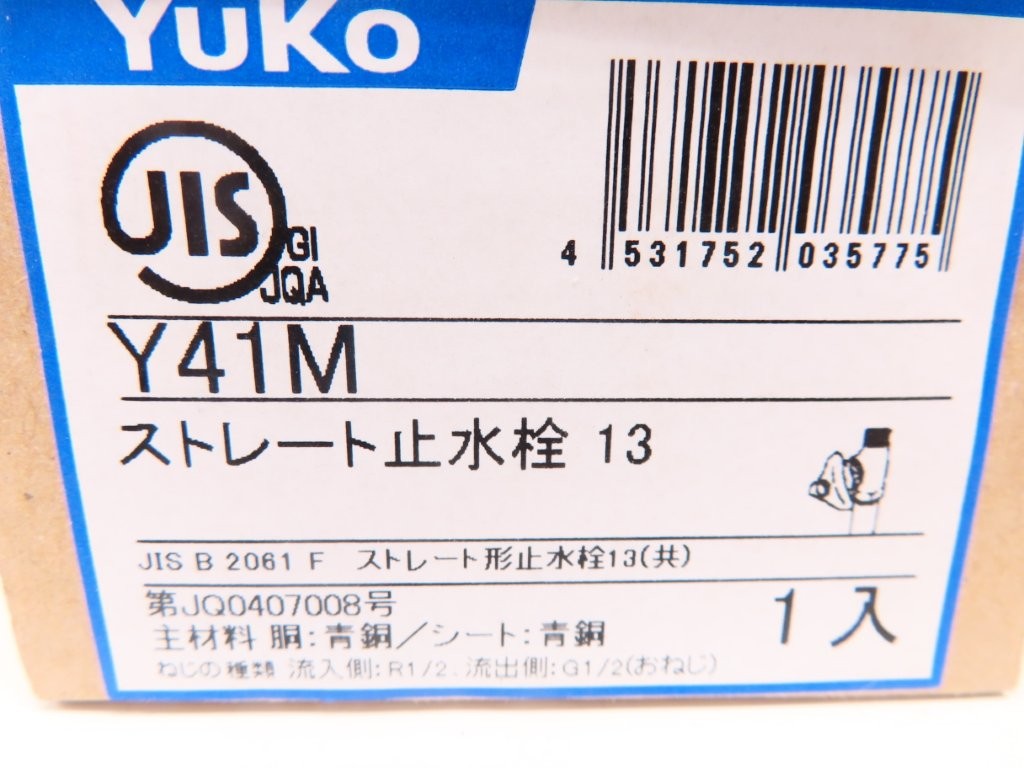 YuKo
JIS
GI
JQA
4 531752 035775
Y41M
ストレート止水栓 13
JIS B 2061 F ストレート形止水栓13(共)
第JQ0407008号
主材料 胴:青銅/シート:青銅
ねじの種類 流入側:R1/2.流出側:G1/2(おねじ)
1入